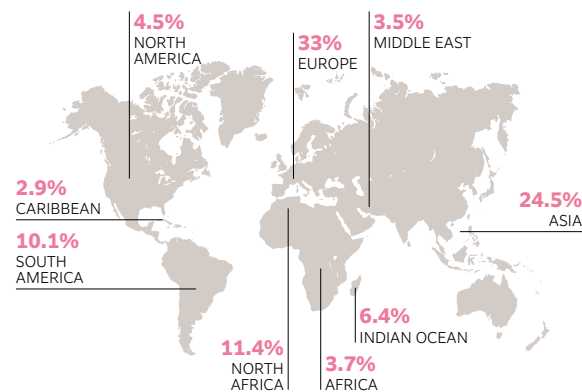 4.5%
NORTH
AMERICA
33%
EUROPE
3.5%
MIDDLE EAST
2.9%
CARIBBEAN
10.1%
SOUTH
AMERICA
24.5%
ASIA
6.4%
INDIAN OCEAN
11.4%
NORTH
AFRICA
3.7%
AFRICA